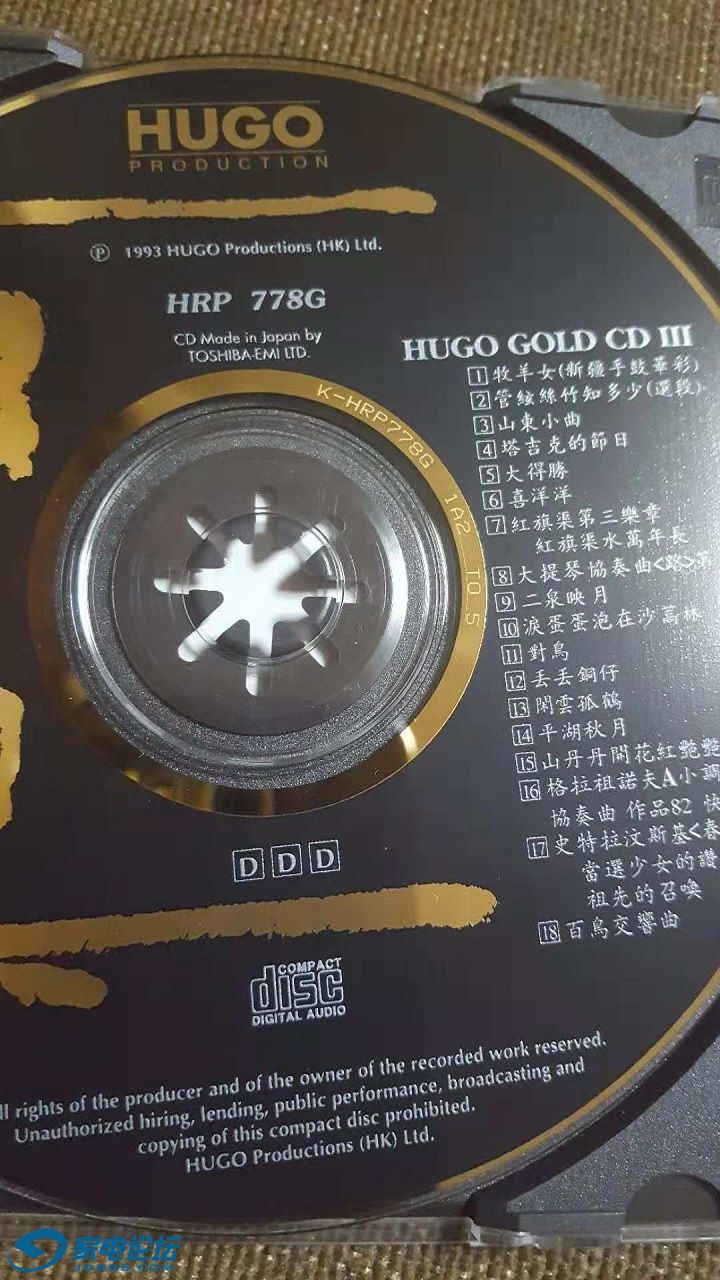 HUGO
PRODUCTION
Ⓟ 1993 HUGO Productions (HK) Ltd.
HRP 778G
CD Made in Japan by
TOSHIBA-EMI LTD.
K-HRP778G 1A2 TO 5
HUGO GOLD CD III
1 牧羊女(新疆手鼓華彩)
2 管絃絲竹知多少(選段)
3 山東小曲
4 塔吉克的節日
5 大得勝
6 喜洋洋
7 紅旗渠第三樂章
紅旗渠水萬年長
8 大提琴協奏曲<路>第
9 二泉映月
10 淚蛋蛋泡在沙蒿林
11 對鳥
12 丟丟銅仔
13 閑雲孤鶴
14 平湖秋月
15 山丹丹開花紅艷艷
16 格拉祖諾夫A小調
協奏曲 作品82 快
17 史特拉汶斯基<春
當選少女的讚
祖先的召喚
18 百鳥交響曲
D D D
COMPACT
disc
DIGITAL AUDIO
ll rights of the producer and of the owner of the recorded work reserved.
Unauthorized hiring, lending, public performance, broadcasting and
copying of this compact disc prohibited.
HUGO Productions (HK) Ltd.
家电论坛
JDBBS.COM